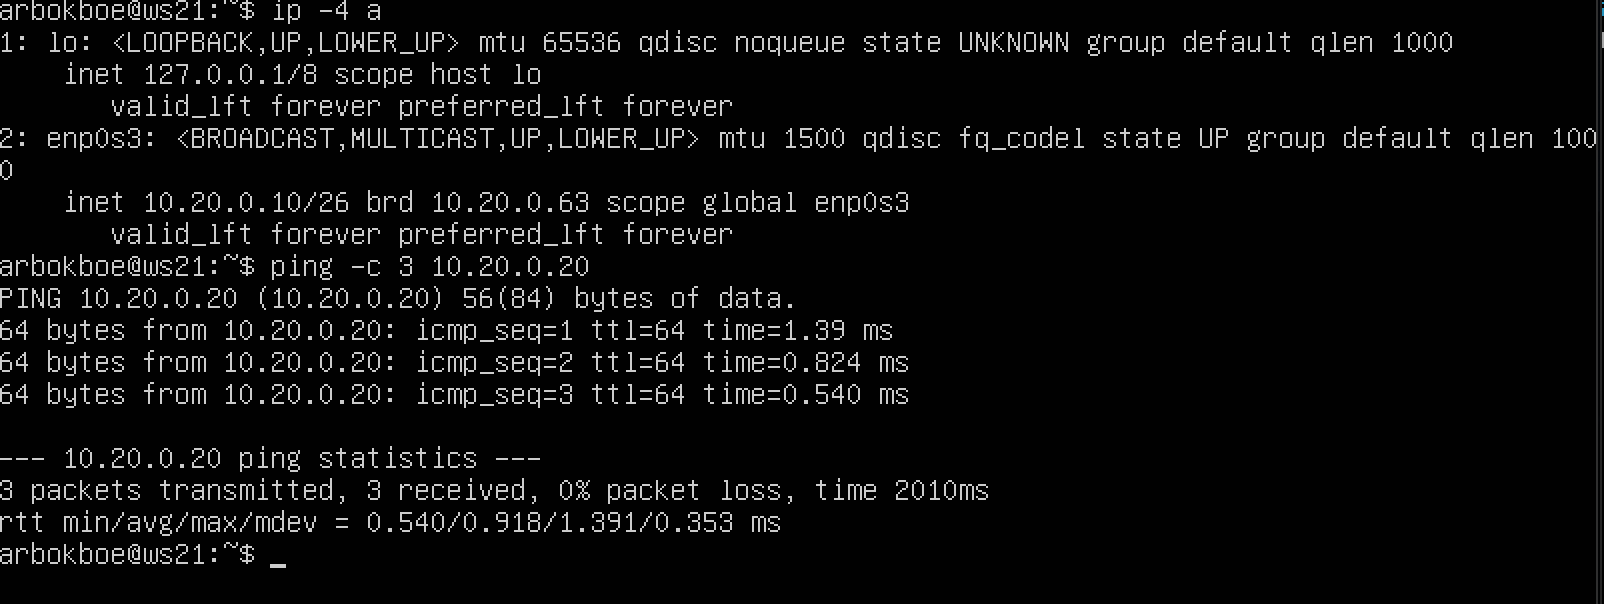 arbokboe@ws21:~$ ip -4 a
1: lo: <LOOPBACK,UP,LOWER_UP> mtu 65536 qdisc noqueue state UNKNOWN group default qlen 1000
    inet 127.0.0.1/8 scope host lo
       valid_lft forever preferred_lft forever
2: enp0s3: <BROADCAST,MULTICAST,UP,LOWER_UP> mtu 1500 qdisc fq_codel state UP group default qlen 100
0
    inet 10.20.0.10/26 brd 10.20.0.63 scope global enp0s3
       valid_lft forever preferred_lft forever
arbokboe@ws21:~$ ping -c 3 10.20.0.20
PING 10.20.0.20 (10.20.0.20) 56(84) bytes of data.
64 bytes from 10.20.0.20: icmp_seq=1 ttl=64 time=1.39 ms
64 bytes from 10.20.0.20: icmp_seq=2 ttl=64 time=0.824 ms
64 bytes from 10.20.0.20: icmp_seq=3 ttl=64 time=0.540 ms

--- 10.20.0.20 ping statistics ---
3 packets transmitted, 3 received, 0% packet loss, time 2010ms
rtt min/avg/max/mdev = 0.540/0.918/1.391/0.353 ms
arbokboe@ws21:~$ _